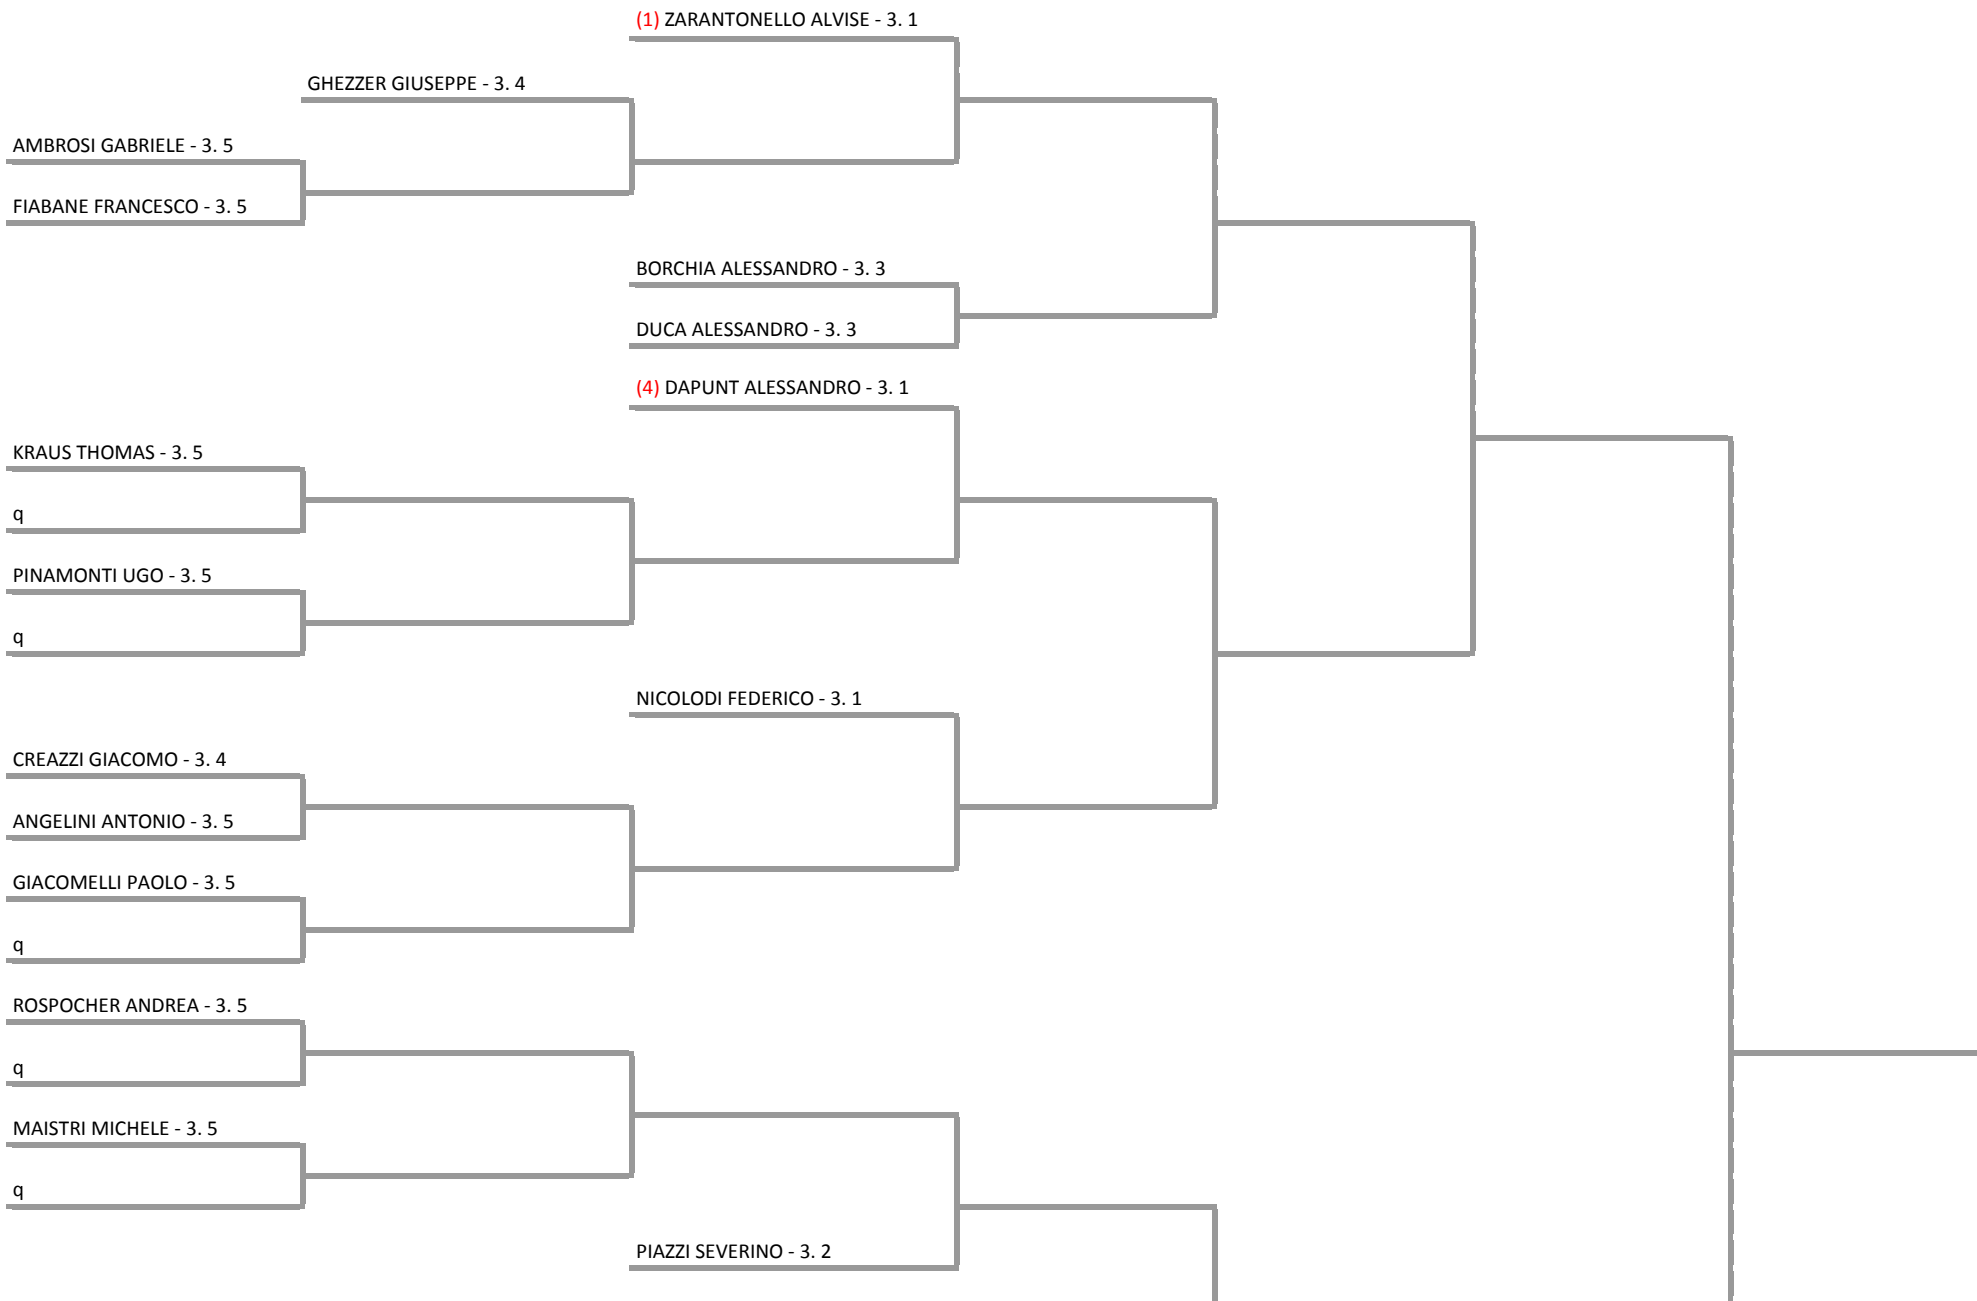 (1) ZARANTONELLO ALVISE - 3. 1
GHEZZER GIUSEPPE - 3. 4
AMBROSI GABRIELE - 3. 5
FIABANE FRANCESCO - 3. 5
BORCHIA ALESSANDRO - 3. 3
DUCA ALESSANDRO - 3. 3
(4) DAPUNT ALESSANDRO - 3. 1
KRAUS THOMAS - 3. 5
q
PINAMONTI UGO - 3. 5
q
NICOLODI FEDERICO - 3. 1
CREAZZI GIACOMO - 3. 4
ANGELINI ANTONIO - 3. 5
GIACOMELLI PAOLO - 3. 5
q
ROSPOCHER ANDREA - 3. 5
q
MAISTRI MICHELE - 3. 5
q
PIAZZI SEVERINO - 3. 2